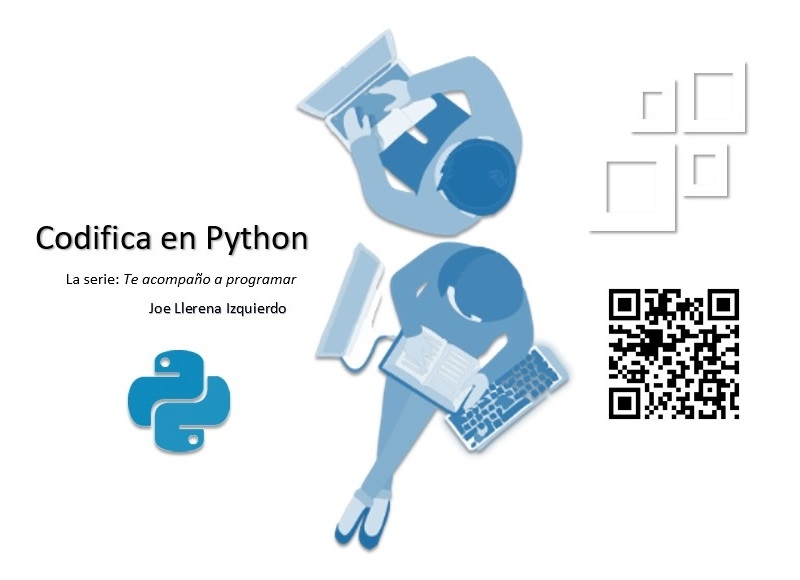 Codifica en Python
La serie: Te acompaño a programar
Joe Llerena Izquierdo